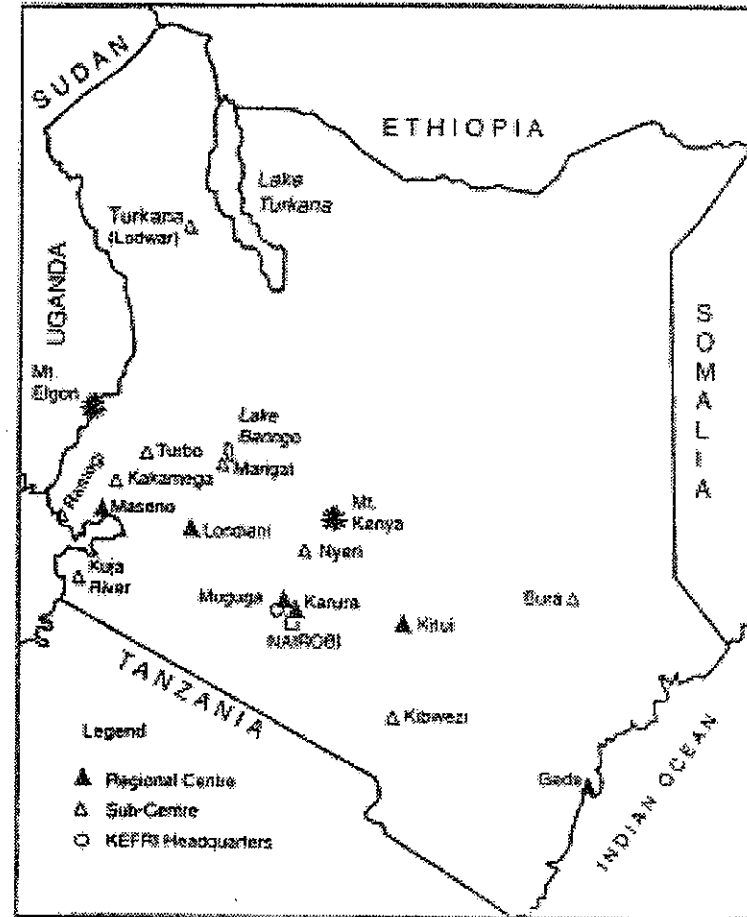 SUDAN
ETHIOPIA
Lake
Turkana
Turkana
(Lodwar)
UGANDA
SOMALIA
Mt.
Elgon
Lake
Baringo
Turbo
Marigat
Kakamega
Maseno
Londiani
Mt.
Kenya
Nyeri
Kuja
River
Muguga
Karura
NAIROBI
Kitui
Bura
TANZANIA
Kibwezi
Gede
INDIAN OCEAN
Legend
Regional Centre
Sub-Centre
KEFRI Headquarters